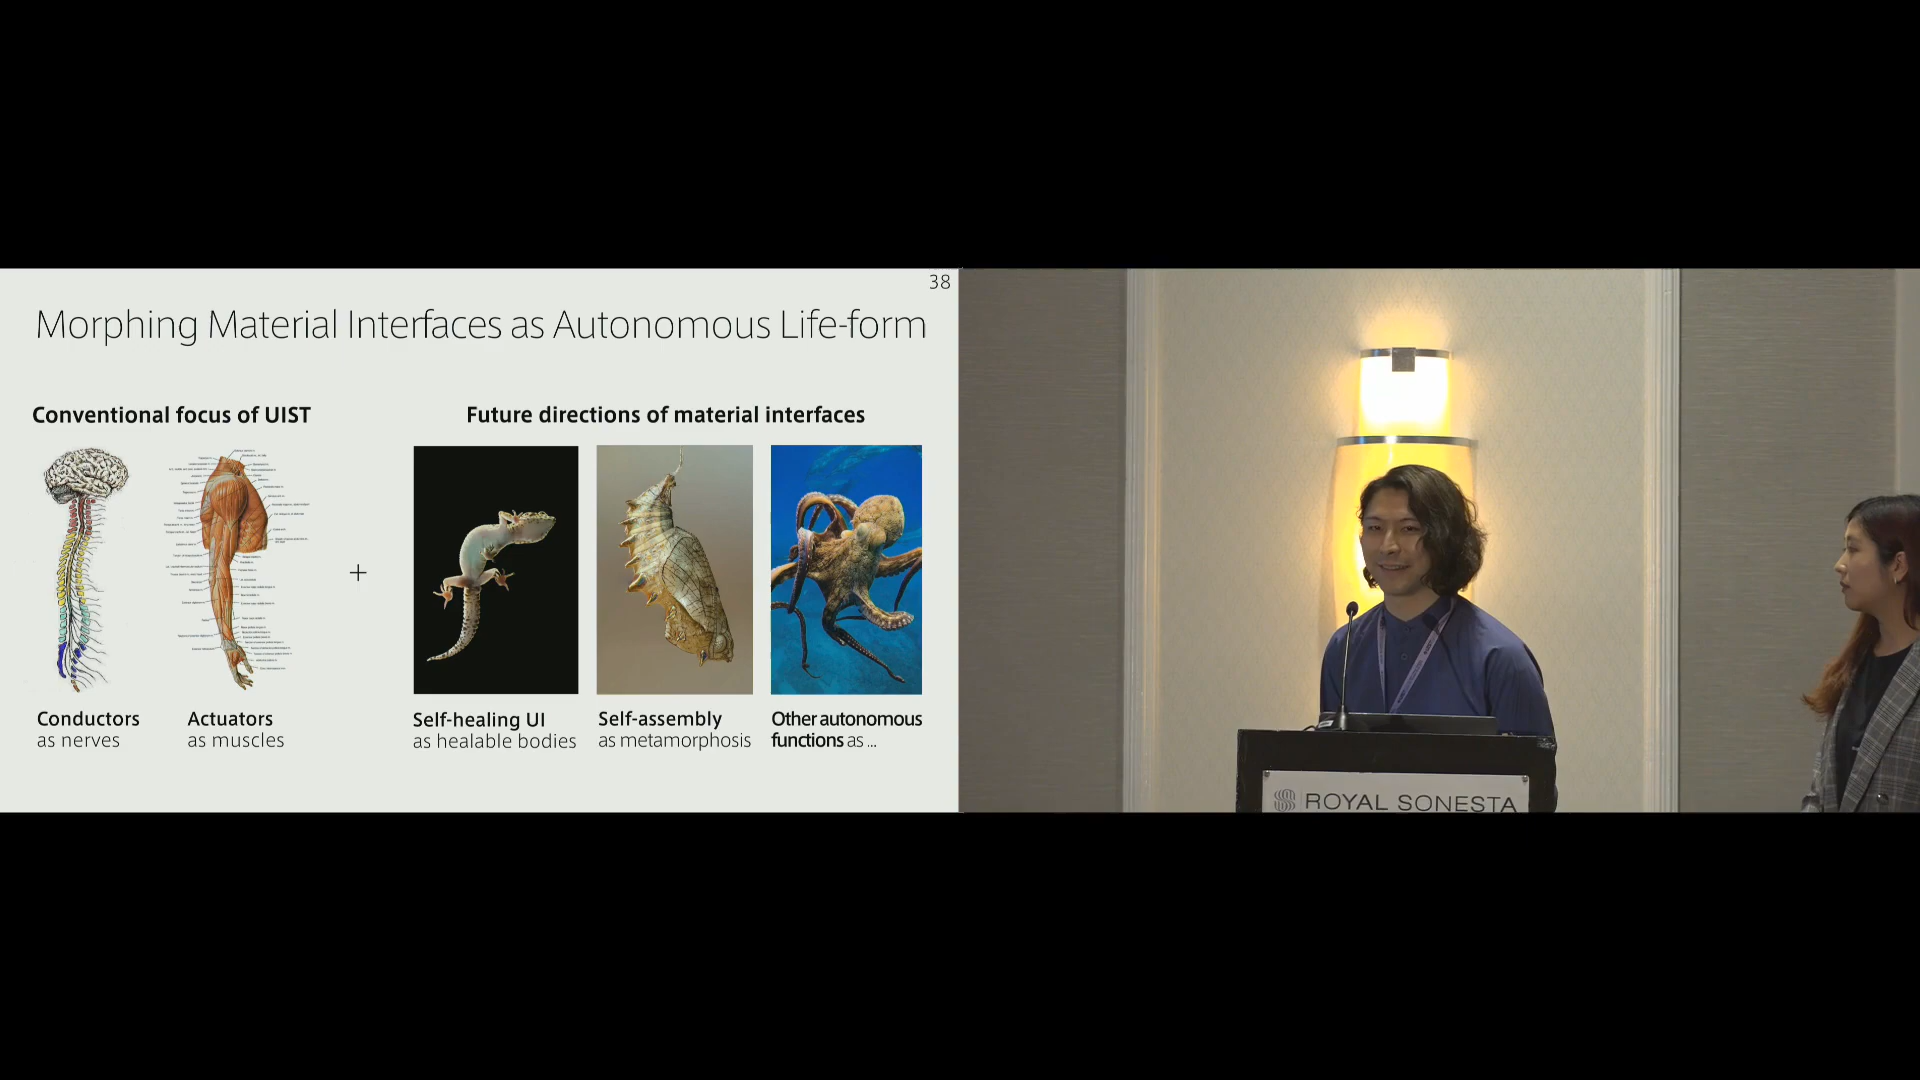 38
Morphing Material Interfaces as Autonomous Life-form
Conventional focus of UIST
Future directions of material interfaces
+
Conductors
as nerves
Actuators
as muscles
Self-healing UI
as healable bodies
Self-assembly
as metamorphosis
Other autonomous
functions as ...
ROYAL SONESTA